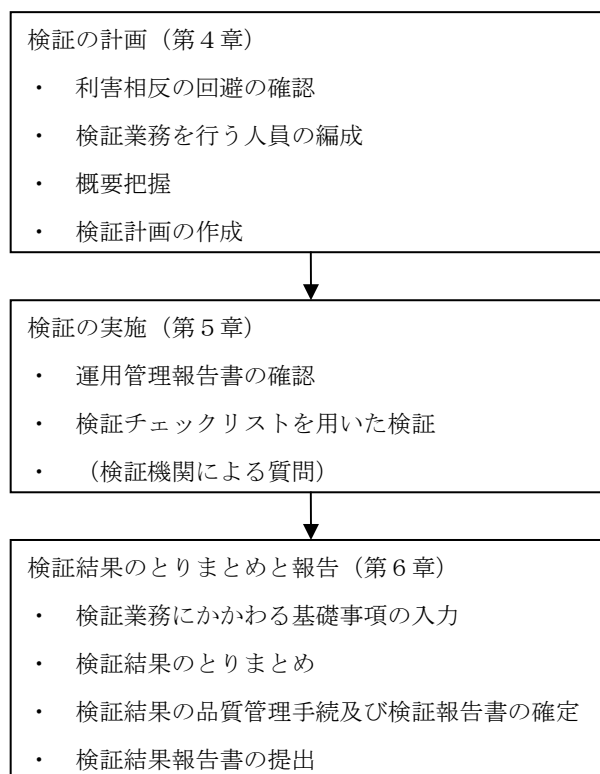 検証の計画（第４章）
・ 利害相反の回避の確認
・ 検証業務を行う人員の編成
・ 概要把握
・ 検証計画の作成
検証の実施（第５章）
・ 運用管理報告書の確認
・ 検証チェックリストを用いた検証
・ （検証機関による質問）
検証結果のとりまとめと報告（第６章）
・ 検証業務にかかわる基礎事項の入力
・ 検証結果のとりまとめ
・ 検証結果の品質管理手続及び検証報告書の確定
・ 検証結果報告書の提出